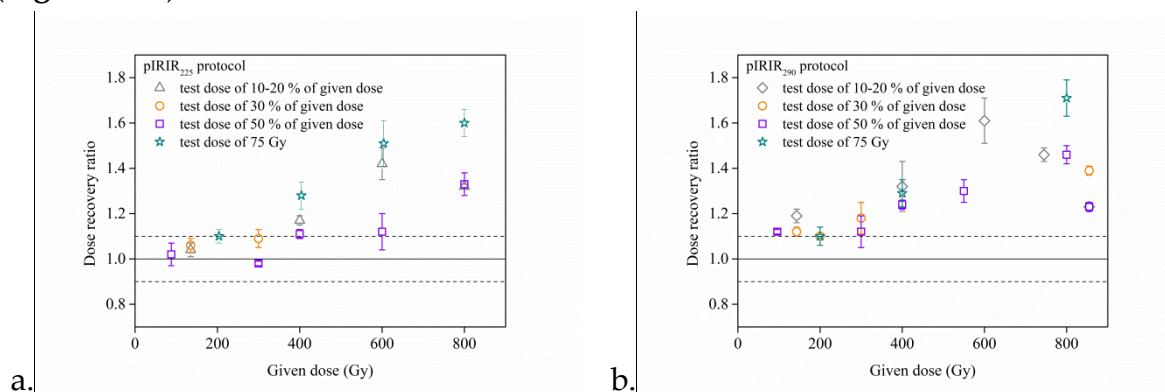 pIRIR225 protocol
test dose of 10-20 % of given dose
test dose of 30 % of given dose
test dose of 50 % of given dose
test dose of 75 Gy
Dose recovery ratio
1.8
1.6
1.4
1.2
1.0
0.8
0 200 400 600 800
Given dose (Gy)
a.
pIRIR290 protocol
test dose of 10-20 % of given dose
test dose of 30 % of given dose
test dose of 50 % of given dose
test dose of 75 Gy
Dose recovery ratio
1.8
1.6
1.4
1.2
1.0
0.8
0 200 400 600 800
Given dose (Gy)
b.